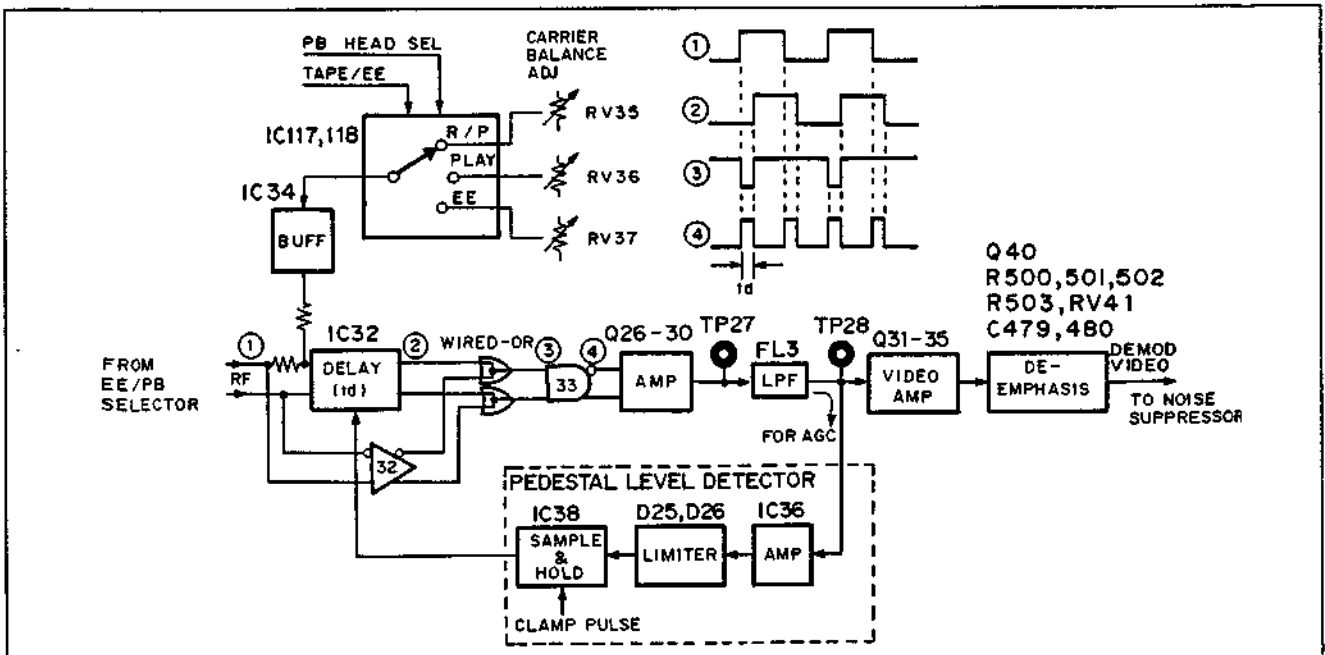 PB HEAD SEL
TAPE/EE
CARRIER
BALANCE
ADJ
IC117,118
R/P
PLAY
EE
RV35
RV36
RV37
IC34
BUFF
①
②
③
④
td
Q40
R500,501,502
R503,RV41
C479,480
FROM
EE/PB
SELECTOR
①
RF
IC32
DELAY
(td)
②
WIRED-OR
③
④
33
32
Q26-30
AMP
TP27
FL3
LPF
TP28
FOR AGC
Q31-35
VIDEO
AMP
DE-
EMPHASIS
DEMOD
VIDEO
TO NOISE
SUPPRESSOR
PEDESTAL LEVEL DETECTOR
IC38
SAMPLE
&
HOLD
D25,D26
LIMITER
IC36
AMP
CLAMP PULSE